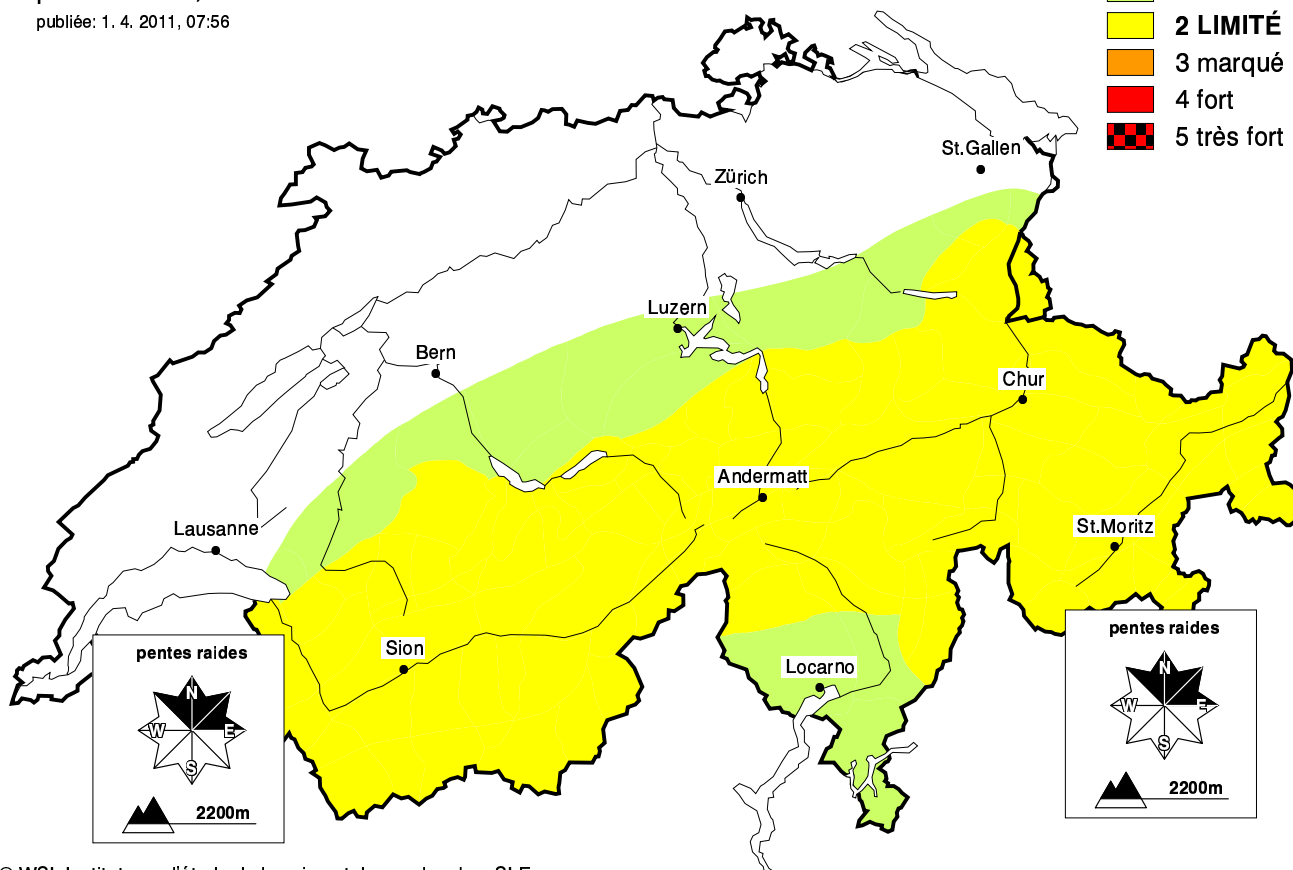 publiée: 1. 4. 2011, 07:56
2 LIMITÉ
3 marqué
4 fort
5 très fort
St.Gallen
Zürich
Luzern
Bern
Chur
Andermatt
Lausanne
St.Moritz
Sion
Locarno
pentes raides
N
W
E
S
2200m
pentes raides
N
W
E
S
2200m